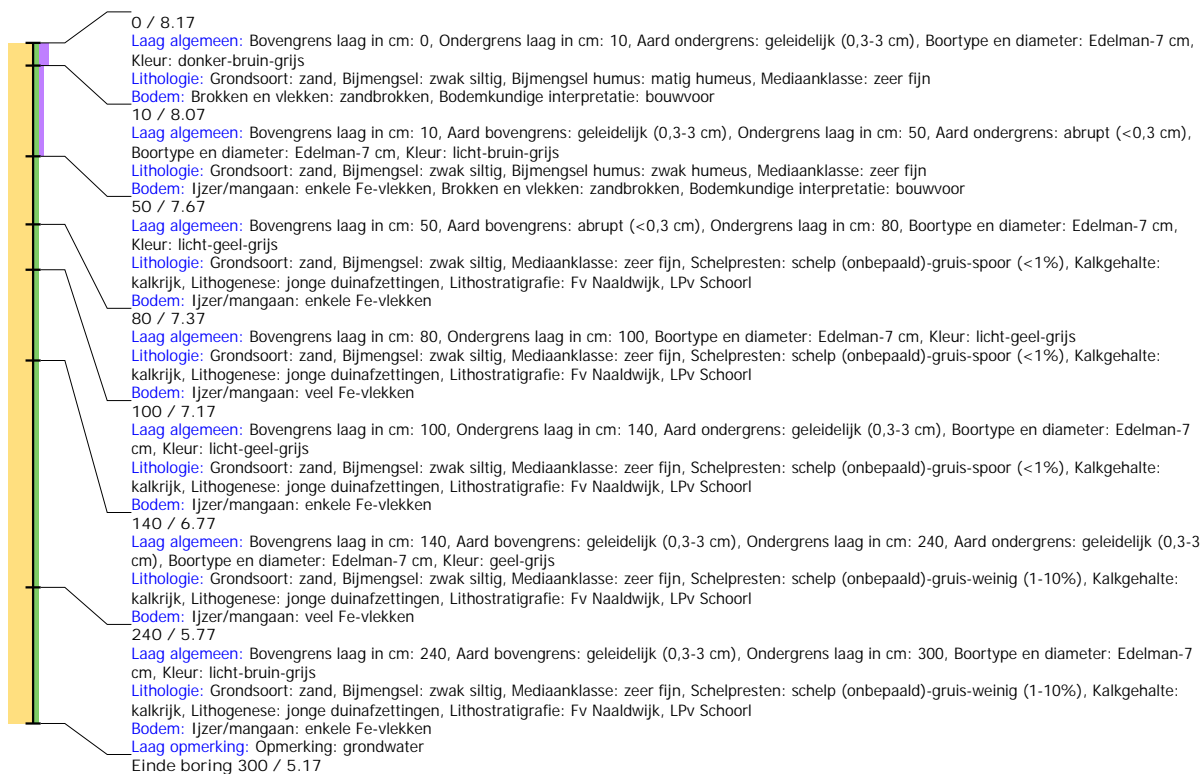 0 / 8.17
Laag algemeen: Bovengrens laag in cm: 0, Ondergrens laag in cm: 10, Aard ondergrens: geleidelijk (0,3-3 cm), Boortype en diameter: Edelman-7 cm,
Kleur: donker-bruin-grijs
Lithologie: Grondsoort: zand, Bijmengsel: zwak siltig, Bijmengsel humus: matig humeus, Mediaanklasse: zeer fijn
Bodem: Brokken en vlekken: zandbrokken, Bodemkundige interpretatie: bouwvoor
10 / 8.07
Laag algemeen: Bovengrens laag in cm: 10, Aard bovengrens: geleidelijk (0,3-3 cm), Ondergrens laag in cm: 50, Aard ondergrens: abrupt (<0,3 cm),
Boortype en diameter: Edelman-7 cm, Kleur: licht-bruin-grijs
Lithologie: Grondsoort: zand, Bijmengsel: zwak siltig, Bijmengsel humus: zwak humeus, Mediaanklasse: zeer fijn
Bodem: Ijzer/mangaan: enkele Fe-vlekken, Brokken en vlekken: zandbrokken, Bodemkundige interpretatie: bouwvoor
50 / 7.67
Laag algemeen: Bovengrens laag in cm: 50, Aard bovengrens: abrupt (<0,3 cm), Ondergrens laag in cm: 80, Boortype en diameter: Edelman-7 cm,
Kleur: licht-geel-grijs
Lithologie: Grondsoort: zand, Bijmengsel: zwak siltig, Mediaanklasse: zeer fijn, Schelpresten: schelp (onbepaald)-gruis-spoor (<1%), Kalkgehalte:
kalkrijk, Lithogenese: jonge duinafzettingen, Lithostratigrafie: Fv Naaldwijk, LPv Schoorl
Bodem: Ijzer/mangaan: enkele Fe-vlekken
80 / 7.37
Laag algemeen: Bovengrens laag in cm: 80, Ondergrens laag in cm: 100, Boortype en diameter: Edelman-7 cm, Kleur: licht-geel-grijs
Lithologie: Grondsoort: zand, Bijmengsel: zwak siltig, Mediaanklasse: zeer fijn, Schelpresten: schelp (onbepaald)-gruis-spoor (<1%), Kalkgehalte:
kalkrijk, Lithogenese: jonge duinafzettingen, Lithostratigrafie: Fv Naaldwijk, LPv Schoorl
Bodem: Ijzer/mangaan: veel Fe-vlekken
100 / 7.17
Laag algemeen: Bovengrens laag in cm: 100, Ondergrens laag in cm: 140, Aard ondergrens: geleidelijk (0,3-3 cm), Boortype en diameter: Edelman-7
cm, Kleur: licht-geel-grijs
Lithologie: Grondsoort: zand, Bijmengsel: zwak siltig, Mediaanklasse: zeer fijn, Schelpresten: schelp (onbepaald)-gruis-spoor (<1%), Kalkgehalte:
kalkrijk, Lithogenese: jonge duinafzettingen, Lithostratigrafie: Fv Naaldwijk, LPv Schoorl
Bodem: Ijzer/mangaan: enkele Fe-vlekken
140 / 6.77
Laag algemeen: Bovengrens laag in cm: 140, Aard bovengrens: geleidelijk (0,3-3 cm), Ondergrens laag in cm: 240, Aard ondergrens: geleidelijk (0,3-3
cm), Boortype en diameter: Edelman-7 cm, Kleur: geel-grijs
Lithologie: Grondsoort: zand, Bijmengsel: zwak siltig, Mediaanklasse: zeer fijn, Schelpresten: schelp (onbepaald)-gruis-weinig (1-10%), Kalkgehalte:
kalkrijk, Lithogenese: jonge duinafzettingen, Lithostratigrafie: Fv Naaldwijk, LPv Schoorl
Bodem: Ijzer/mangaan: veel Fe-vlekken
240 / 5.77
Laag algemeen: Bovengrens laag in cm: 240, Aard bovengrens: geleidelijk (0,3-3 cm), Ondergrens laag in cm: 300, Boortype en diameter: Edelman-7
cm, Kleur: licht-bruin-grijs
Lithologie: Grondsoort: zand, Bijmengsel: zwak siltig, Mediaanklasse: zeer fijn, Schelpresten: schelp (onbepaald)-gruis-weinig (1-10%), Kalkgehalte:
kalkrijk, Lithogenese: jonge duinafzettingen, Lithostratigrafie: Fv Naaldwijk, LPv Schoorl
Bodem: Ijzer/mangaan: enkele Fe-vlekken
Laag opmerking: Opmerking: grondwater
Einde boring 300 / 5.17